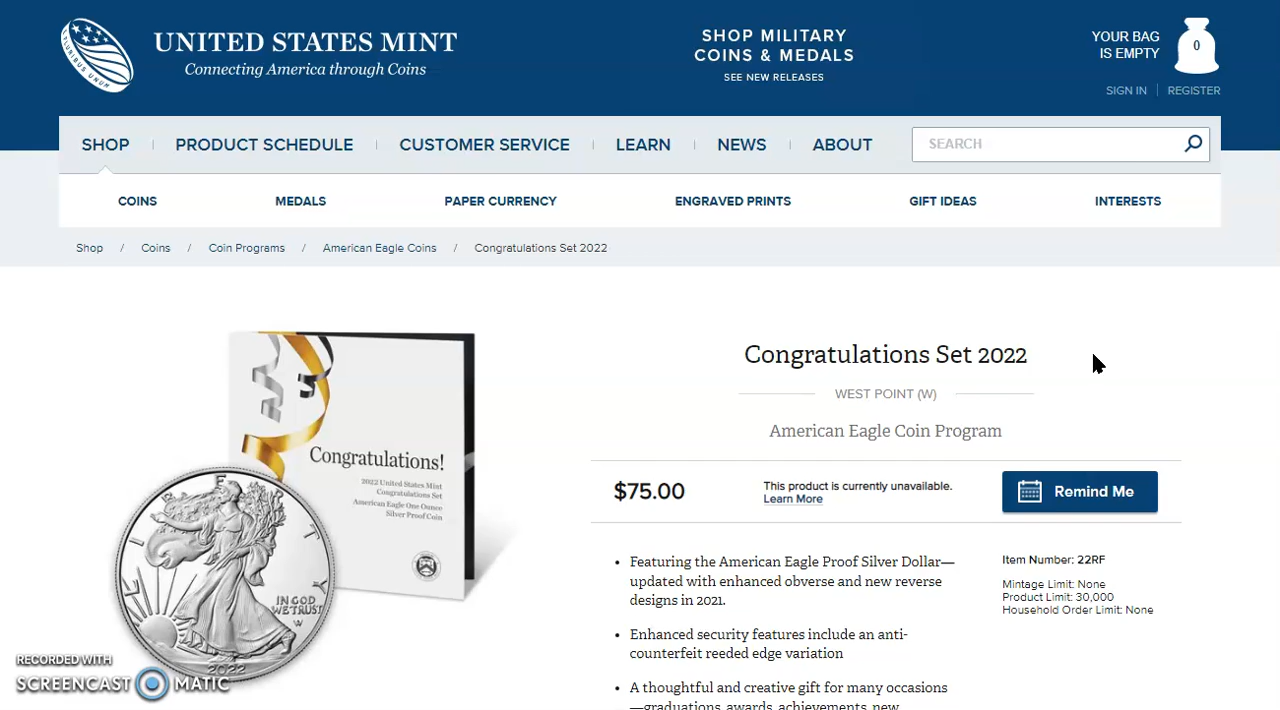 UNITED STATES MINT
Connecting America through Coins
E PLURIBUS UNUM
SHOP MILITARY
COINS & MEDALS
SEE NEW RELEASES
YOUR BAG
IS EMPTY
0
SIGN IN
REGISTER
SHOP
PRODUCT SCHEDULE
CUSTOMER SERVICE
LEARN
NEWS
ABOUT
SEARCH
COINS
MEDALS
PAPER CURRENCY
ENGRAVED PRINTS
GIFT IDEAS
INTERESTS
Shop / Coins / Coin Programs / American Eagle Coins / Congratulations Set 2022
Congratulations!
2022 United States Mint
Congratulations Set
American Eagle One Ounce
Silver Proof Coin
LIBERTY
IN GOD
WE TRUST
W
2022
Congratulations Set 2022
WEST POINT (W)
American Eagle Coin Program
$75.00
This product is currently unavailable.
Learn More
Remind Me
• Featuring the American Eagle Proof Silver Dollar—
updated with enhanced obverse and new reverse
designs in 2021.
• Enhanced security features include an anti-
counterfeit reeded edge variation
• A thoughtful and creative gift for many occasions
—graduations, awards, achievements, new
Item Number: 22RF
Mintage Limit: None
Product Limit: 30,000
Household Order Limit: None
RECORDED WITH
SCREENCAST MATIC